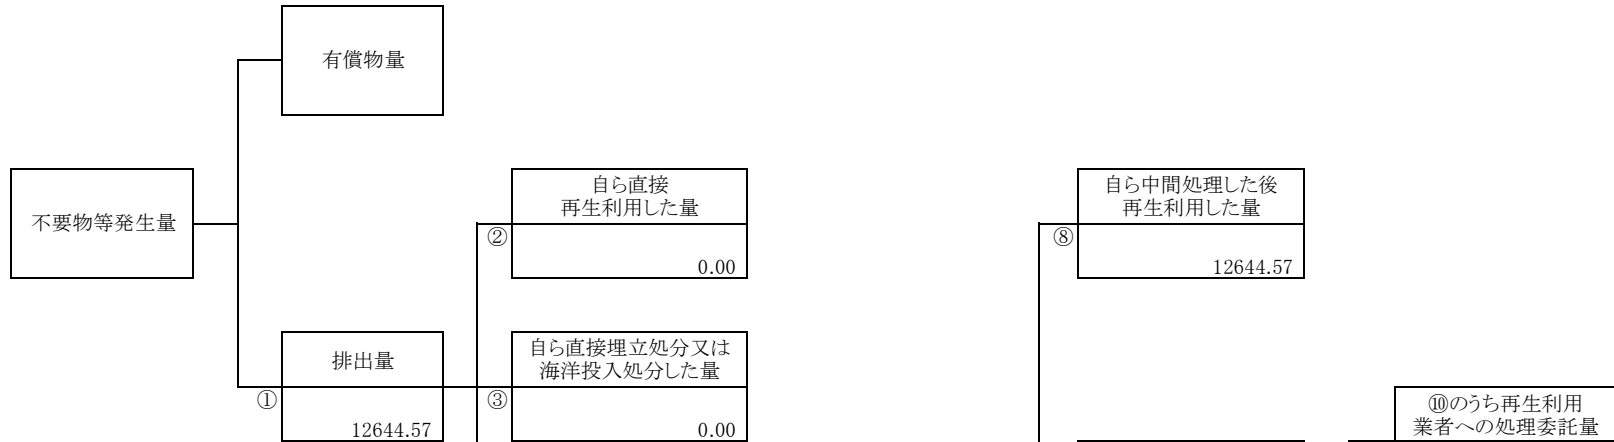 有償物量
不要物等発生量
自ら直接
再生利用した量
②
0.00
自ら中間処理した後
再生利用した量
⑧
12644.57
排出量
①
12644.57
自ら直接埋立処分又は
海洋投入処分した量
③
0.00
⑩のうち再生利用
業者への処理委託量